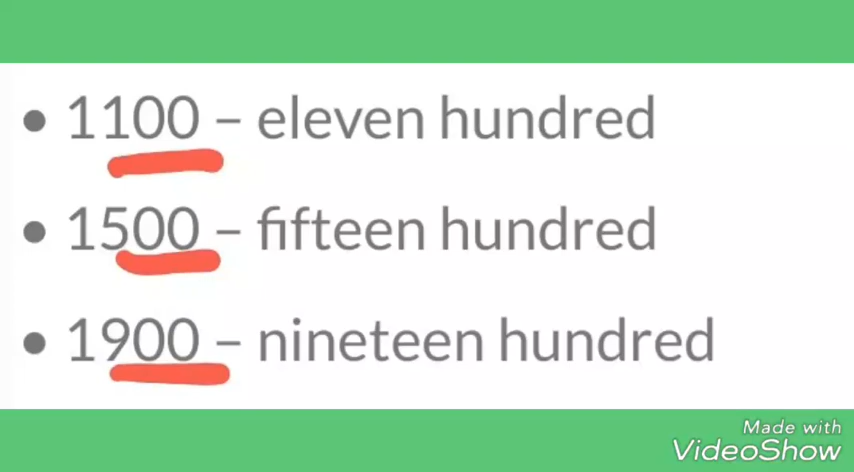 • 1100 – eleven hundred
• 1500 – fifteen hundred
• 1900 – nineteen hundred
Made with
VideoShow